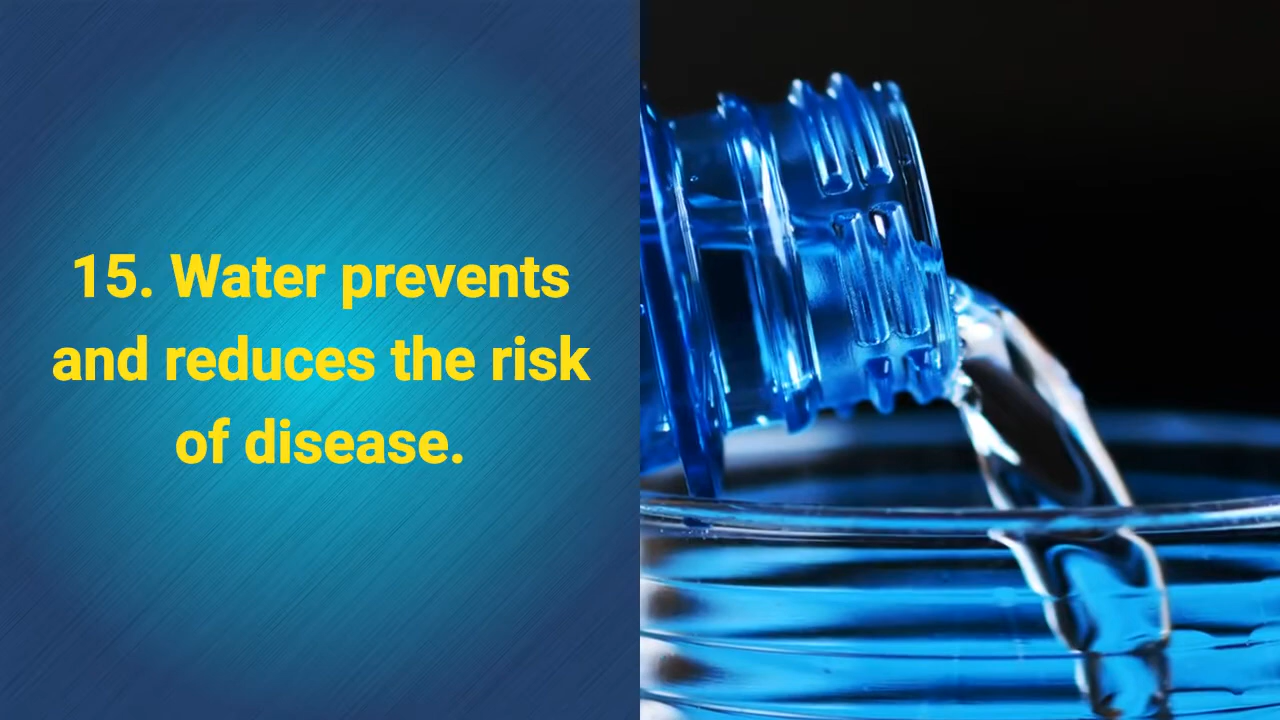 15. Water prevents
and reduces the risk
of disease.